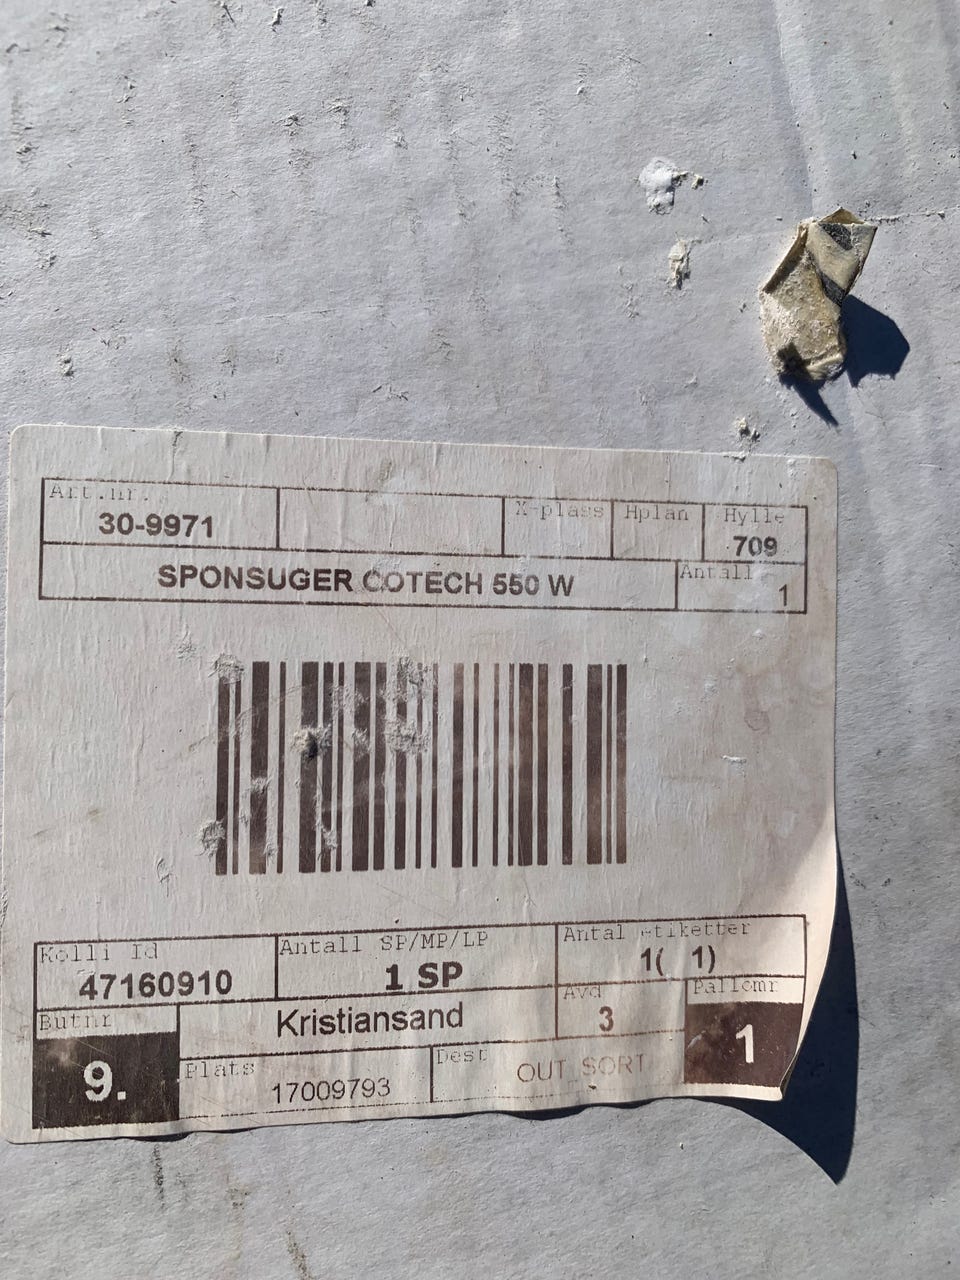 Art.nr. X-plass Hplan Hylle
30-9971 709
SPONSUGER COTECH 550 W Antall
1
Kolli Id Antall SP/MP/LP Antal etiketter
47160910 1 SP 1( 1)
Butnr Kristiansand Avd Pallomr
9. 3 1
Plats 17009793 Dest OUT_SORT